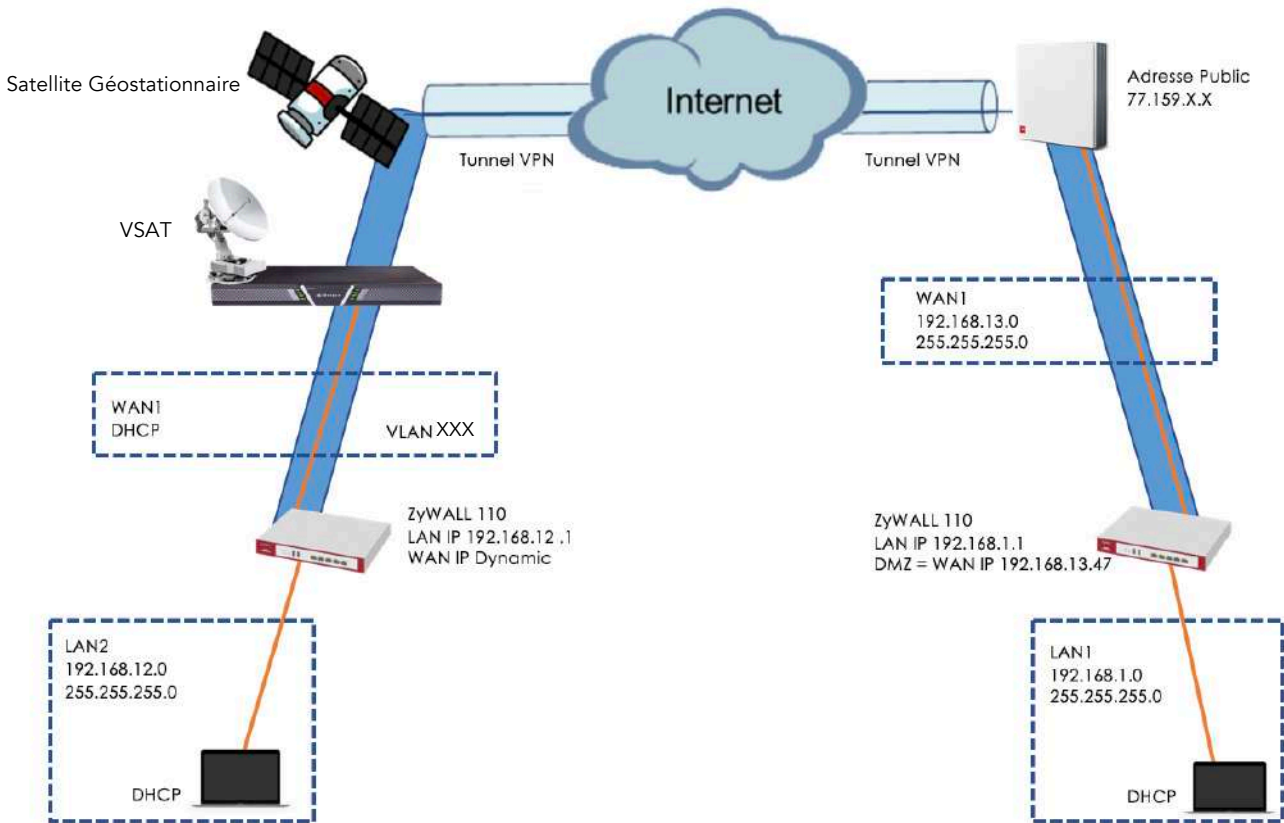 Satellite Géostationnaire
Internet
Adresse Public
77.159.X.X
Tunnel VPN
Tunnel VPN
VSAT
WAN1
192.168.13.0
255.255.255.0
WAN1
DHCP
VLAN XXX
ZyWALL 110
LAN IP 192.168.12 .1
WAN IP Dynamic
ZyWALL 110
LAN IP 192.168.1.1
DMZ = WAN IP 192.168.13.47
LAN2
192.168.12.0
255.255.255.0
DHCP
LAN1
192.168.1.0
255.255.255.0
DHCP